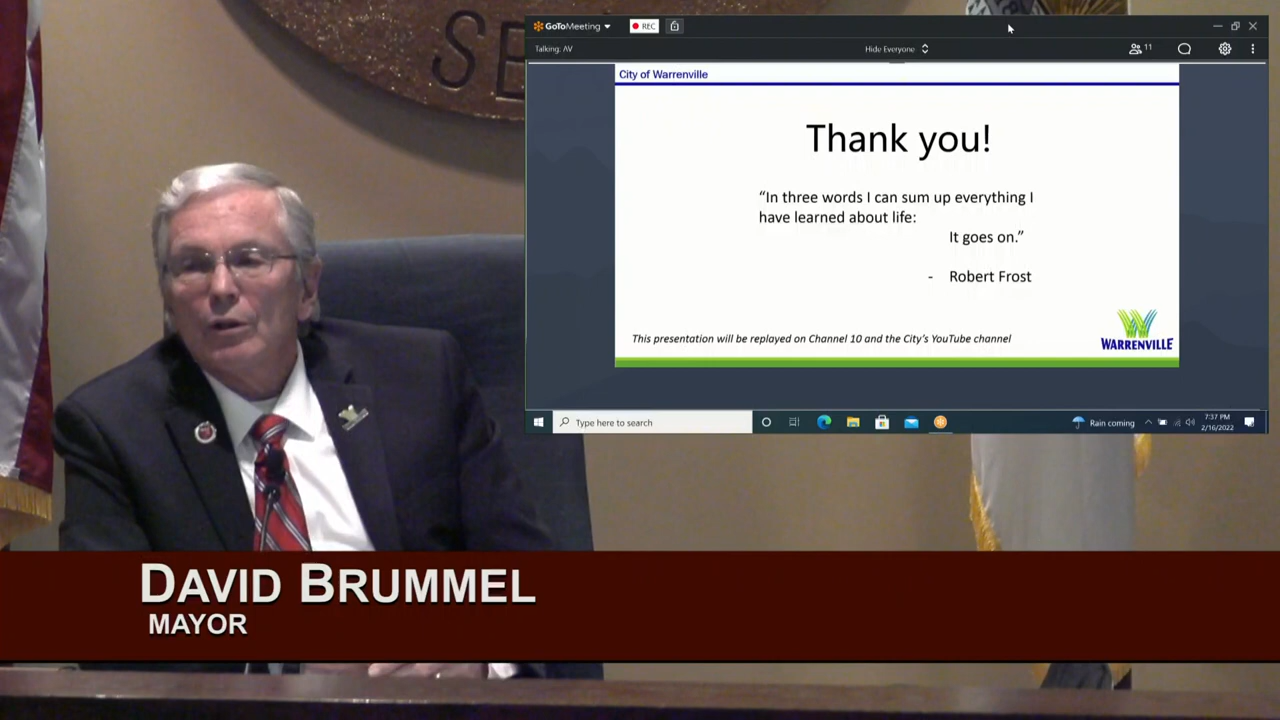 SE
GoToMeeting
REC
Talking: AV
Hide Everyone
11
City of Warrenville
Thank you!
“In three words I can sum up everything I
have learned about life:
It goes on.”
- Robert Frost
This presentation will be replayed on Channel 10 and the City’s YouTube channel
WARRENVILLE
Type here to search
Rain coming
7:37 PM
2/16/2022
DAVID BRUMMEL
MAYOR